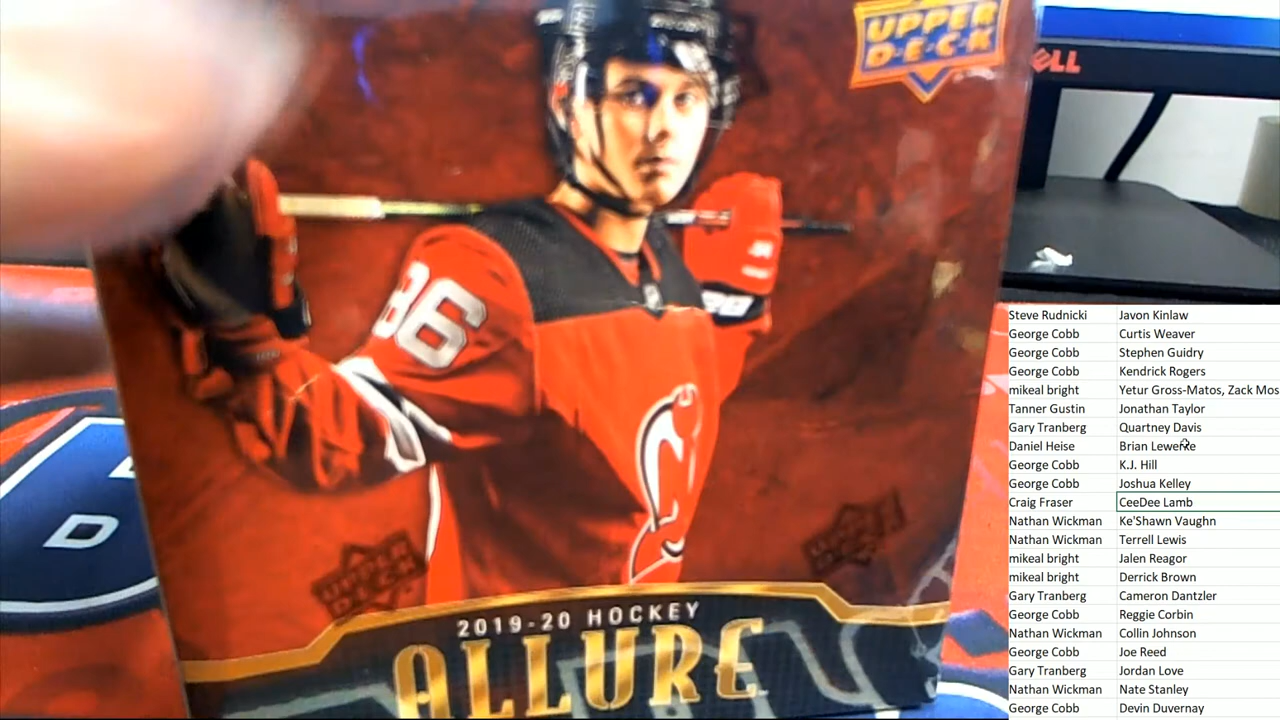 UPPER
D·E·C·K
DELL
86
UPPER
DECK
UPPER
DECK
2019-20 HOCKEY
ALLURE
D
Steve Rudnicki Javon Kinlaw
George Cobb Curtis Weaver
George Cobb Stephen Guidry
George Cobb Kendrick Rogers
mikeal bright Yetur Gross-Matos, Zack Mos
Tanner Gustin Jonathan Taylor
Gary Tranberg Quartney Davis
Daniel Heise Brian Lewerke
George Cobb K.J. Hill
George Cobb Joshua Kelley
Craig Fraser CeeDee Lamb
Nathan Wickman Ke'Shawn Vaughn
Nathan Wickman Terrell Lewis
mikeal bright Jalen Reagor
mikeal bright Derrick Brown
Gary Tranberg Cameron Dantzler
George Cobb Reggie Corbin
Nathan Wickman Collin Johnson
George Cobb Joe Reed
Gary Tranberg Jordan Love
Nathan Wickman Nate Stanley
George Cobb Devin Duvernay